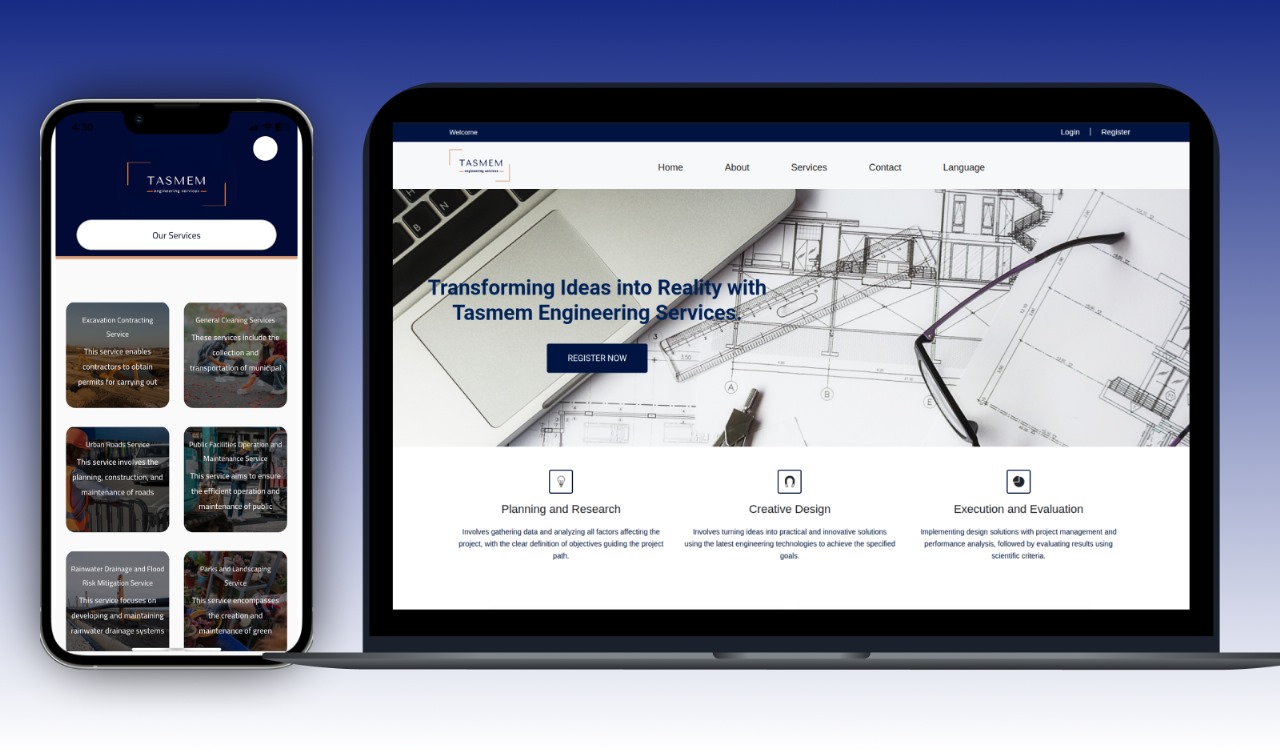 4:50
TASMEM
engineering services
Our Services
Excavation Contracting
Service
This service enables
contractors to obtain
permits for carrying out
General Cleaning Services
These services include the
collection and
transportation of municipal
Urban Roads Service
This service involves the
planning, construction, and
maintenance of roads
Public Facilities Operation and
Maintenance Service
This service aims to ensure
the efficient operation and
maintenance of public
Rainwater Drainage and Flood
Risk Mitigation Service
This service focuses on
developing and maintaining
rainwater drainage systems
Parks and Landscaping
Service
This service encompasses
the creation and
maintenance of green
Welcome
Login | Register
TASMEM
engineering services
Home About Services Contact Language
Transforming Ideas into Reality with
Tasmem Engineering Services.
REGISTER NOW
N
B
3
A
B
E
Planning and Research
Involves gathering data and analyzing all factors affecting the
project, with the clear definition of objectives guiding the project
path.
Creative Design
Involves turning ideas into practical and innovative solutions
using the latest engineering technologies to achieve the specified
goals.
Execution and Evaluation
Implementing design solutions with project management and
performance analysis, followed by evaluating results using
scientific criteria.